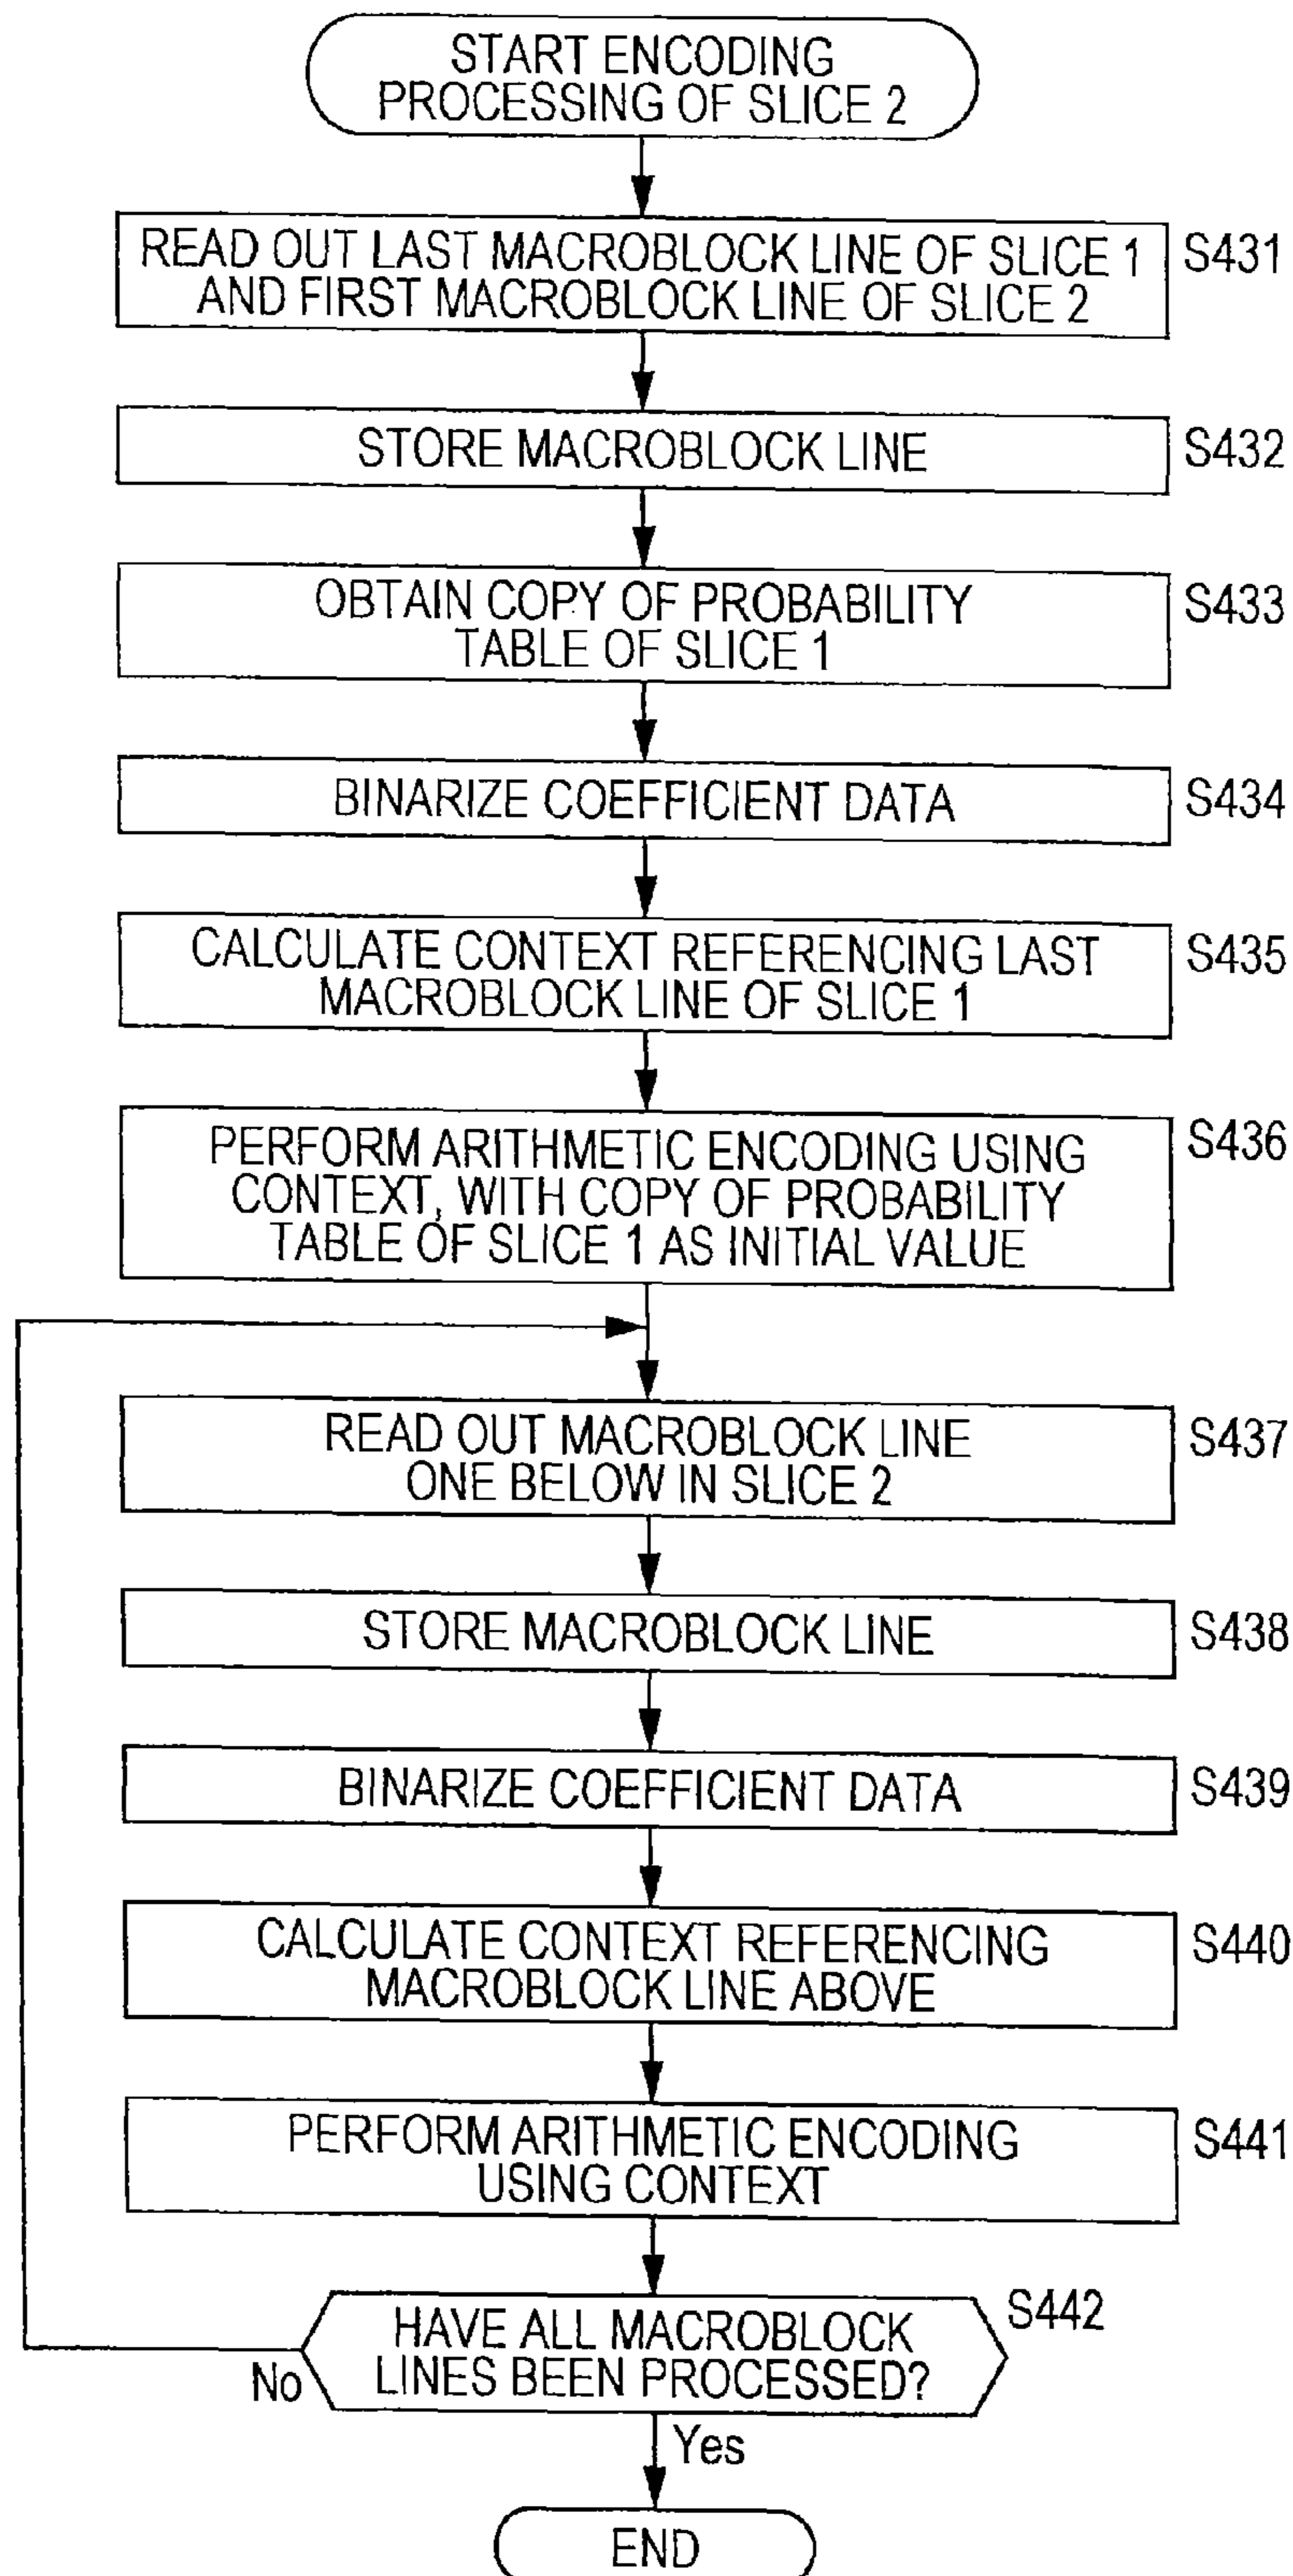 START ENCODING
PROCESSING OF SLICE 2
READ OUT LAST MACROBLOCK LINE OF SLICE 1
AND FIRST MACROBLOCK LINE OF SLICE 2
S431
STORE MACROBLOCK LINE
S432
OBTAIN COPY OF PROBABILITY
TABLE OF SLICE 1
S433
BINARIZE COEFFICIENT DATA
S434
CALCULATE CONTEXT REFERENCING LAST
MACROBLOCK LINE OF SLICE 1
S435
PERFORM ARITHMETIC ENCODING USING
CONTEXT, WITH COPY OF PROBABILITY
TABLE OF SLICE 1 AS INITIAL VALUE
S436
READ OUT MACROBLOCK LINE
ONE BELOW IN SLICE 2
S437
STORE MACROBLOCK LINE
S438
BINARIZE COEFFICIENT DATA
S439
CALCULATE CONTEXT REFERENCING
MACROBLOCK LINE ABOVE
S440
PERFORM ARITHMETIC ENCODING
USING CONTEXT
S441
HAVE ALL MACROBLOCK
LINES BEEN PROCESSED?
S442
No
Yes
END